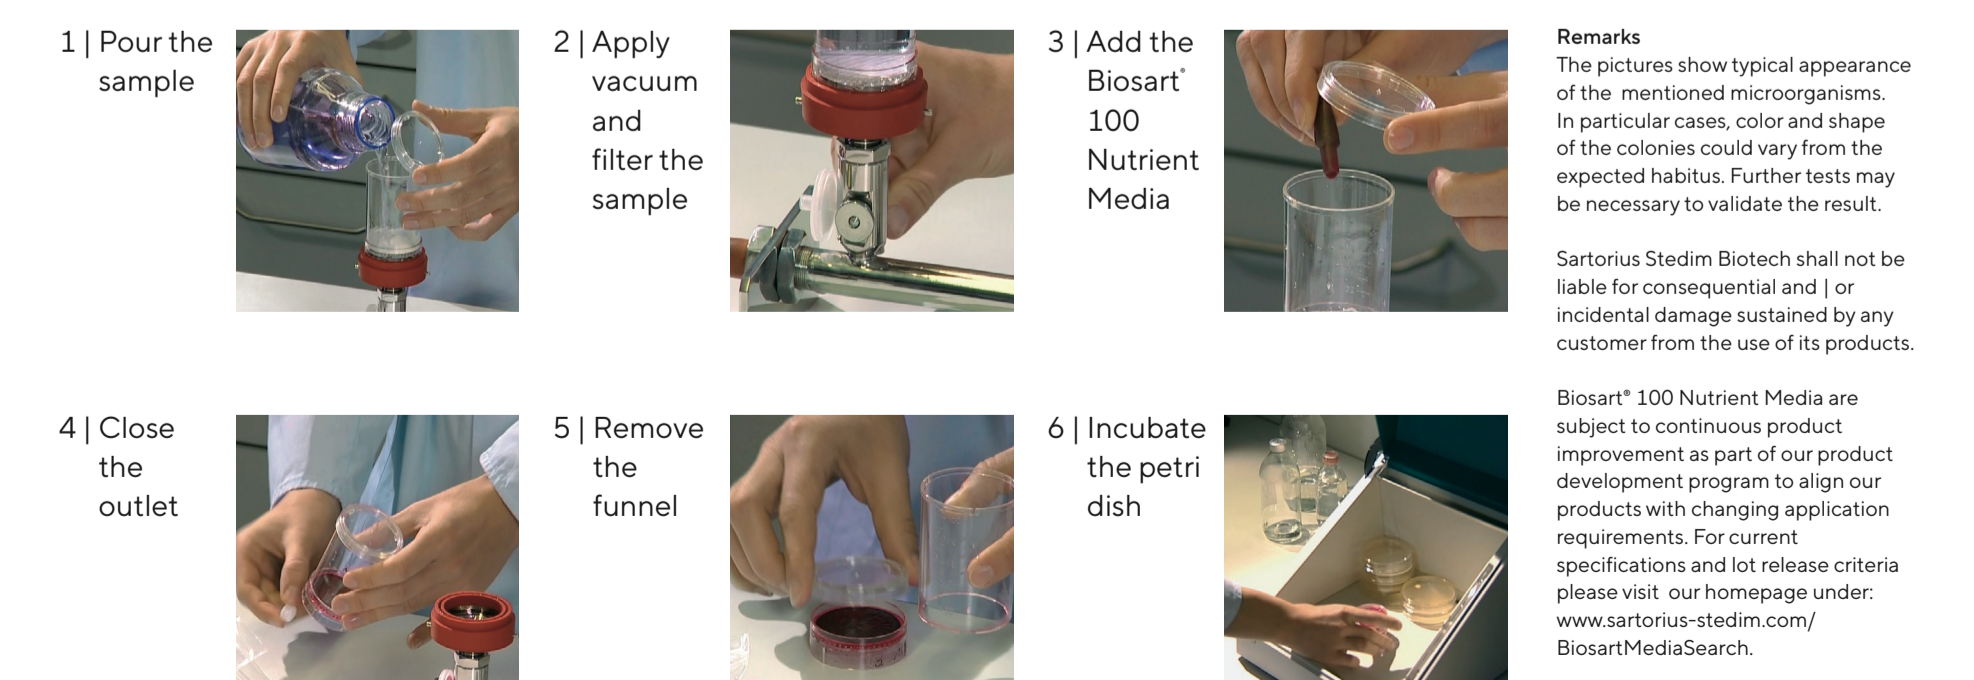 1 | Pour the
sample
2 | Apply
vacuum
and
filter the
sample
3 | Add the
Biosart®
100
Nutrient
Media
4 | Close
the
outlet
5 | Remove
the
funnel
6 | Incubate
the petri
dish
Remarks
The pictures show typical appearance
of the  mentioned microorganisms.
In particular cases, color and shape
of the colonies could vary from the
expected habitus. Further tests may
be necessary to validate the result.
Sartorius Stedim Biotech shall not be
liable for consequential and | or
incidental damage sustained by any
customer from the use of its products.
Biosart® 100 Nutrient Media are
subject to continuous product
improvement as part of our product
development program to align our
products with changing application
requirements. For current
specifications and lot release criteria
please visit  our homepage under:
www.sartorius-stedim.com/
BiosartMediaSearch.